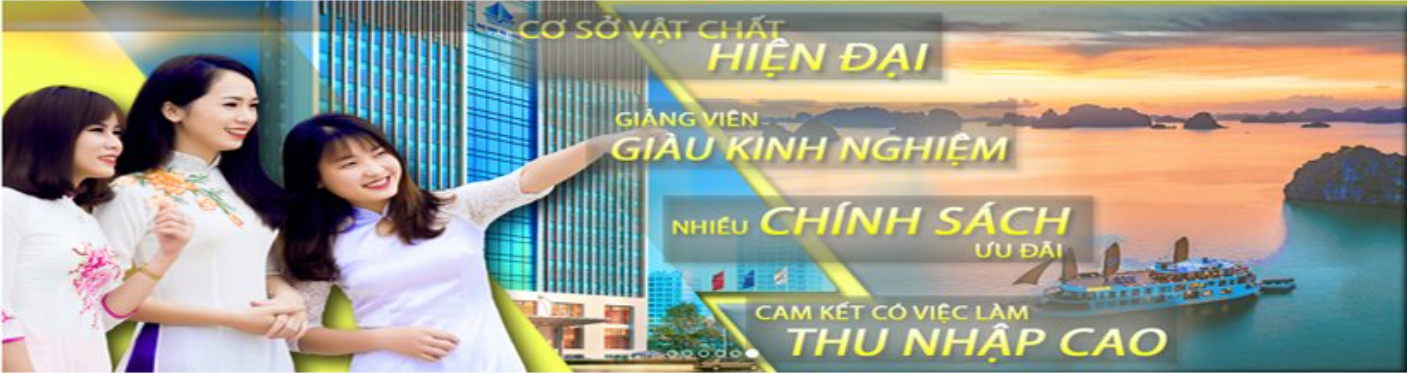 CƠ SỞ VẬT CHẤT
HIỆN ĐẠI
GIẢNG VIÊN
GIÀU KINH NGHIỆM
NHIỀU CHÍNH SÁCH
ƯU ĐÃI
CAM KẾT CÓ VIỆC LÀM
THU NHẬP CAO